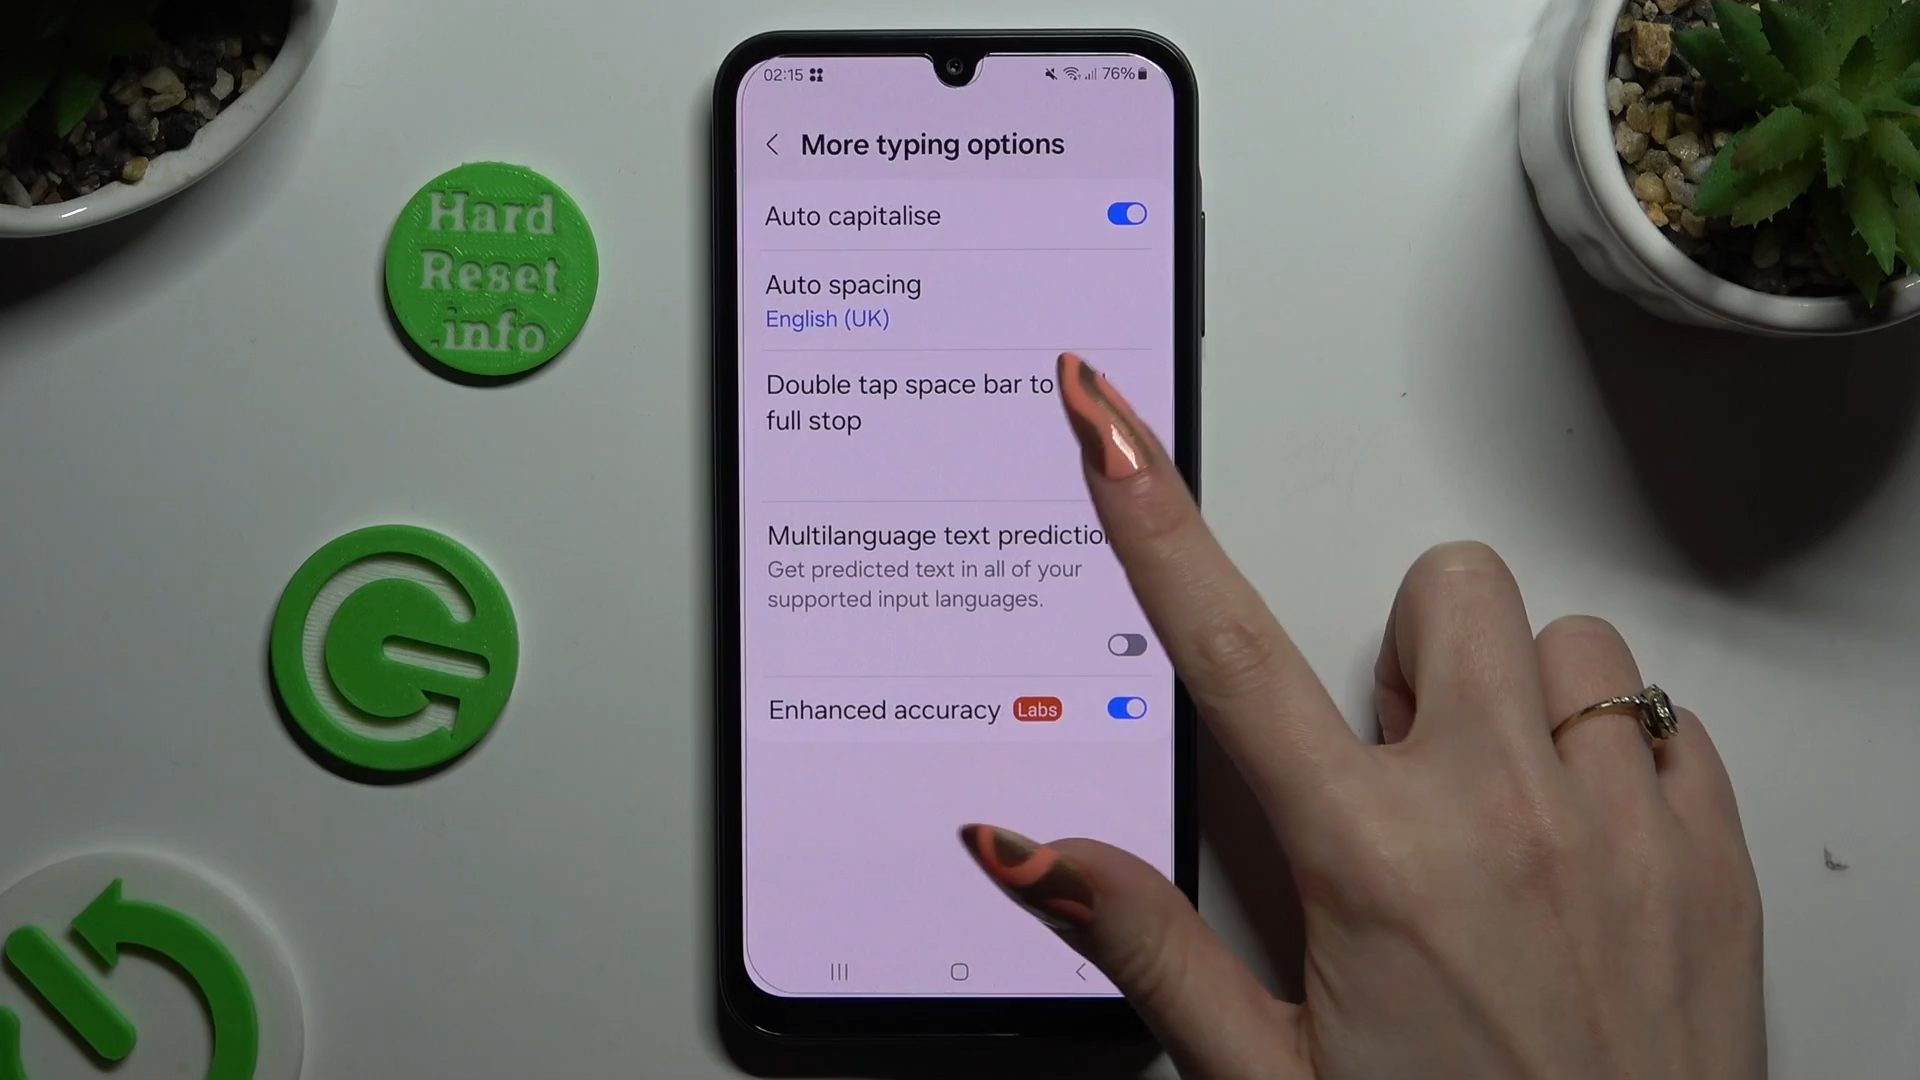 02:15
76%
More typing options
Auto capitalise
Auto spacing
English (UK)
Double tap space bar to
full stop
Multilanguage text prediction
Get predicted text in all of your
supported input languages.
Enhanced accuracy Labs
Hard
Reset
.info